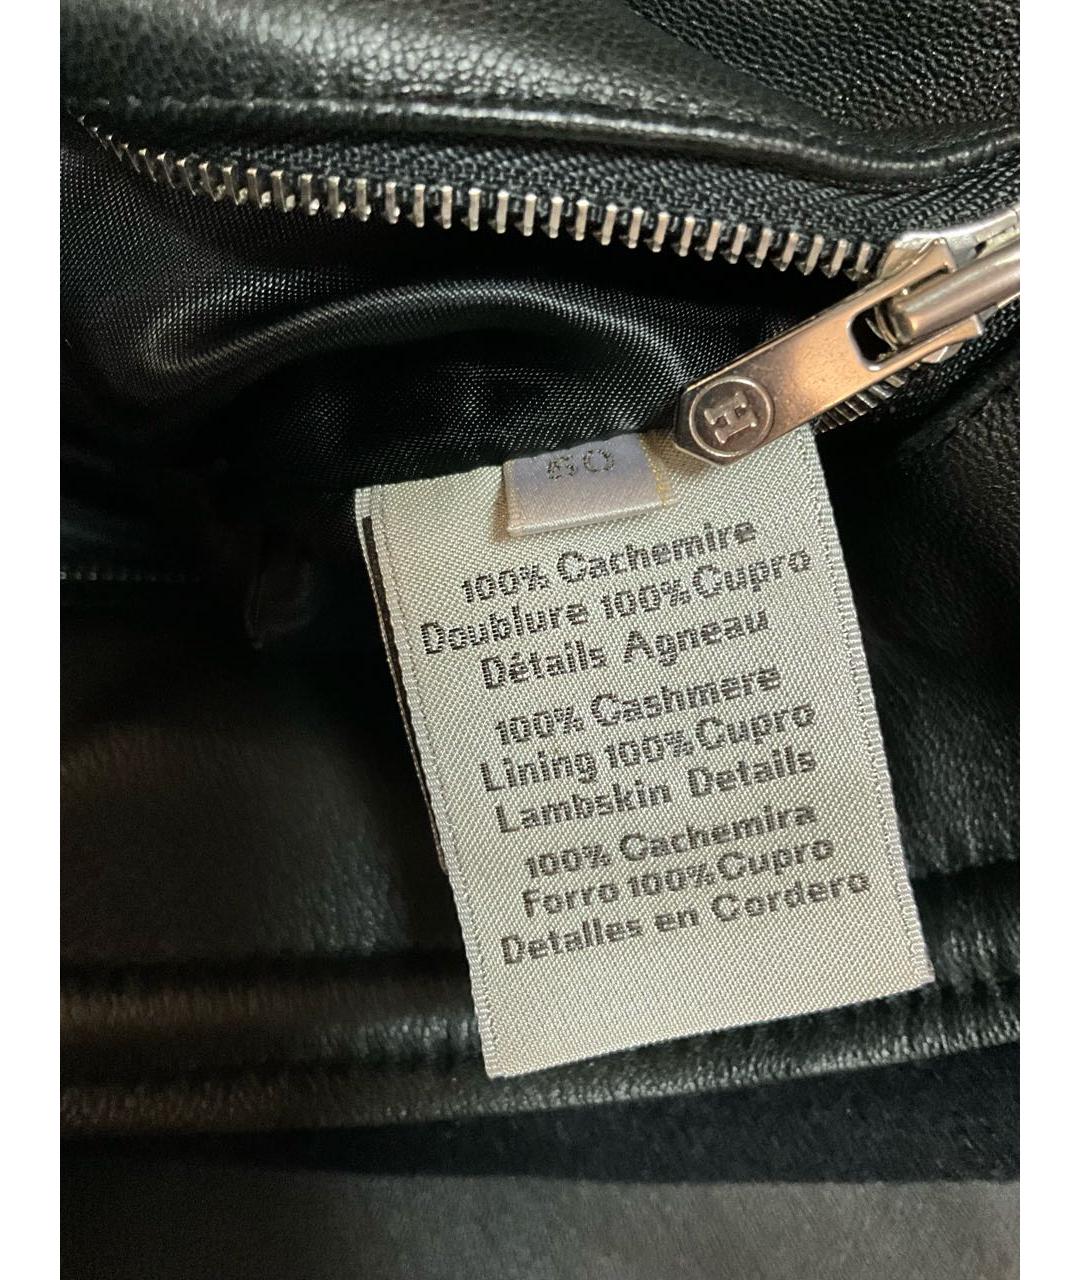 H
50
100% Cachemire
Doublure 100% Cupro
Détails Agneau
100% Cashmere
Lining 100% Cupro
Lambskin Details
100% Cachemira
Forro 100% Cupro
Detalles en Cordero